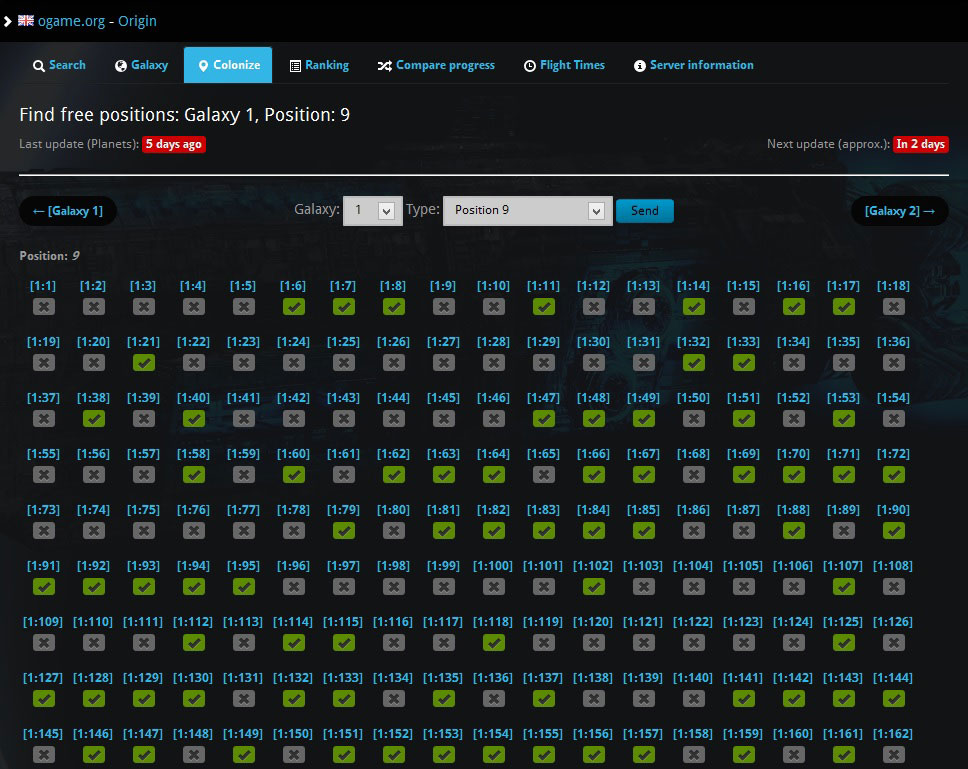 ogame.org - Origin
Search Galaxy Colonize Ranking Compare progress Flight Times Server information
Find free positions: Galaxy 1, Position: 9
Last update (Planets): 5 days ago Next update (approx.): In 2 days
← [Galaxy 1] Galaxy: 1 Type: Position 9 Send [Galaxy 2] →
Position: 9
[1:1] [1:2] [1:3] [1:4] [1:5] [1:6] [1:7] [1:8] [1:9] [1:10] [1:11] [1:12] [1:13] [1:14] [1:15] [1:16] [1:17] [1:18]
[1:19] [1:20] [1:21] [1:22] [1:23] [1:24] [1:25] [1:26] [1:27] [1:28] [1:29] [1:30] [1:31] [1:32] [1:33] [1:34] [1:35] [1:36]
[1:37] [1:38] [1:39] [1:40] [1:41] [1:42] [1:43] [1:44] [1:45] [1:46] [1:47] [1:48] [1:49] [1:50] [1:51] [1:52] [1:53] [1:54]
[1:55] [1:56] [1:57] [1:58] [1:59] [1:60] [1:61] [1:62] [1:63] [1:64] [1:65] [1:66] [1:67] [1:68] [1:69] [1:70] [1:71] [1:72]
[1:73] [1:74] [1:75] [1:76] [1:77] [1:78] [1:79] [1:80] [1:81] [1:82] [1:83] [1:84] [1:85] [1:86] [1:87] [1:88] [1:89] [1:90]
[1:91] [1:92] [1:93] [1:94] [1:95] [1:96] [1:97] [1:98] [1:99] [1:100] [1:101] [1:102] [1:103] [1:104] [1:105] [1:106] [1:107] [1:108]
[1:109] [1:110] [1:111] [1:112] [1:113] [1:114] [1:115] [1:116] [1:117] [1:118] [1:119] [1:120] [1:121] [1:122] [1:123] [1:124] [1:125] [1:126]
[1:127] [1:128] [1:129] [1:130] [1:131] [1:132] [1:133] [1:134] [1:135] [1:136] [1:137] [1:138] [1:139] [1:140] [1:141] [1:142] [1:143] [1:144]
[1:145] [1:146] [1:147] [1:148] [1:149] [1:150] [1:151] [1:152] [1:153] [1:154] [1:155] [1:156] [1:157] [1:158] [1:159] [1:160] [1:161] [1:162]